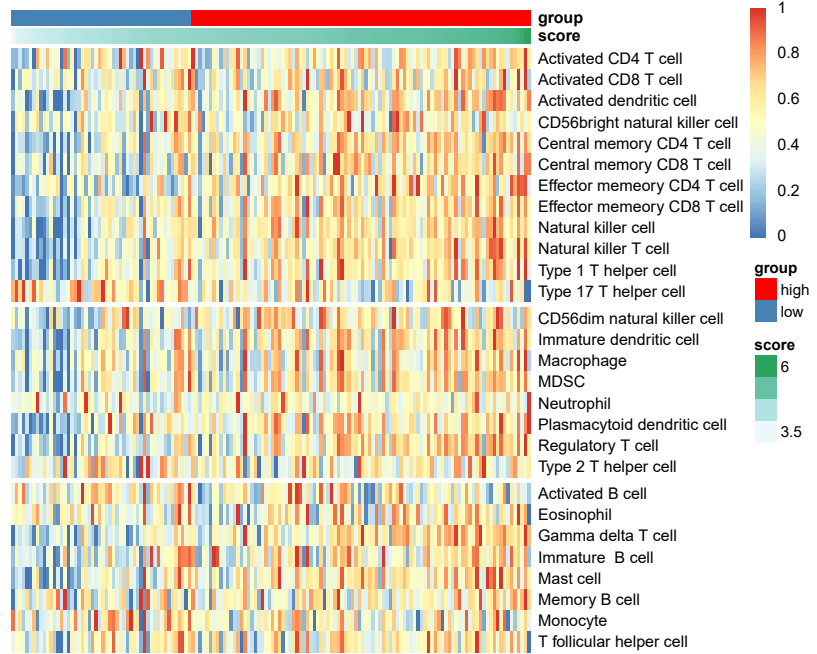 group
score
Activated CD4 T cell
Activated CD8 T cell
Activated dendritic cell
CD56bright natural killer cell
Central memory CD4 T cell
Central memory CD8 T cell
Effector memeory CD4 T cell
Effector memeory CD8 T cell
Natural killer cell
Natural killer T cell
Type 1 T helper cell
Type 17 T helper cell
CD56dim natural killer cell
Immature dendritic cell
Macrophage
MDSC
Neutrophil
Plasmacytoid dendritic cell
Regulatory T cell
Type 2 T helper cell
Activated B cell
Eosinophil
Gamma delta T cell
Immature  B cell
Mast cell
Memory B cell
Monocyte
T follicular helper cell
1
0.8
0.6
0.4
0.2
0
group
high
low
score
6
3.5